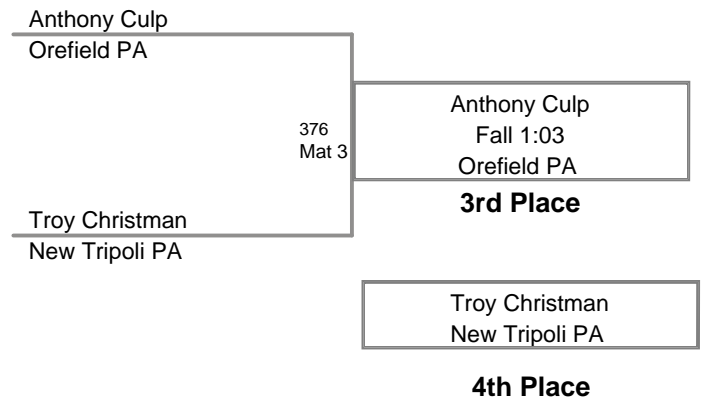 Anthony Culp
Orefield PA
376
Mat 3
Anthony Culp
Fall 1:03
Orefield PA
3rd Place
Troy Christman
New Tripoli PA
Troy Christman
New Tripoli PA
4th Place